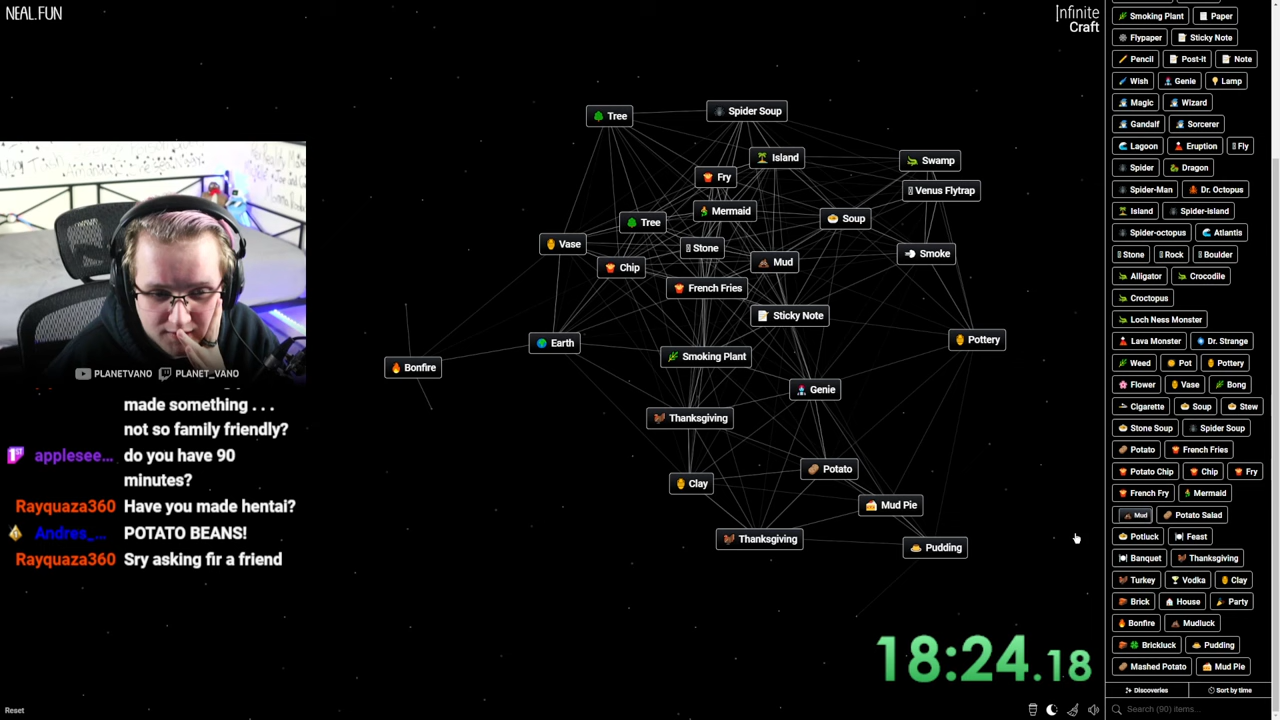 NEAL.FUN
Infinite
Craft
Tree
Spider Soup
Island
Swamp
Fry
Venus Flytrap
Mermaid
Tree
Soup
Vase
Stone
Smoke
Chip
Mud
French Fries
Sticky Note
Earth
Pottery
Smoking Plant
Bonfire
Genie
Thanksgiving
Potato
Clay
Mud Pie
Thanksgiving
Pudding
PLANETVANO PLANET_VANO
made something . . .
not so family friendly?
1ST applesee... do you have 90
minutes?
Rayquaza360 Have you made hentai?
Andres_... POTATO BEANS!
Rayquaza360 Sry asking fir a friend
18:24.18
Reset
Smoking Plant Paper
Flypaper Sticky Note
Pencil Post-it Note
Wish Genie Lamp
Magic Wizard
Gandalf Sorcerer
Lagoon Eruption Fly
Spider Dragon
Spider-Man Dr. Octopus
Island Spider-island
Spider-octopus Atlantis
Stone Rock Boulder
Alligator Crocodile
Croctopus
Loch Ness Monster
Lava Monster Dr. Strange
Weed Pot Pottery
Flower Vase Bong
Cigarette Soup Stew
Stone Soup Spider Soup
Potato French Fries
Potato Chip Chip Fry
French Fry Mermaid
Mud Potato Salad
Potluck Feast
Banquet Thanksgiving
Turkey Vodka Clay
Brick House Party
Bonfire Mudluck
Brickluck Pudding
Mashed Potato Mud Pie
Discoveries Sort by time
Search (90) items...